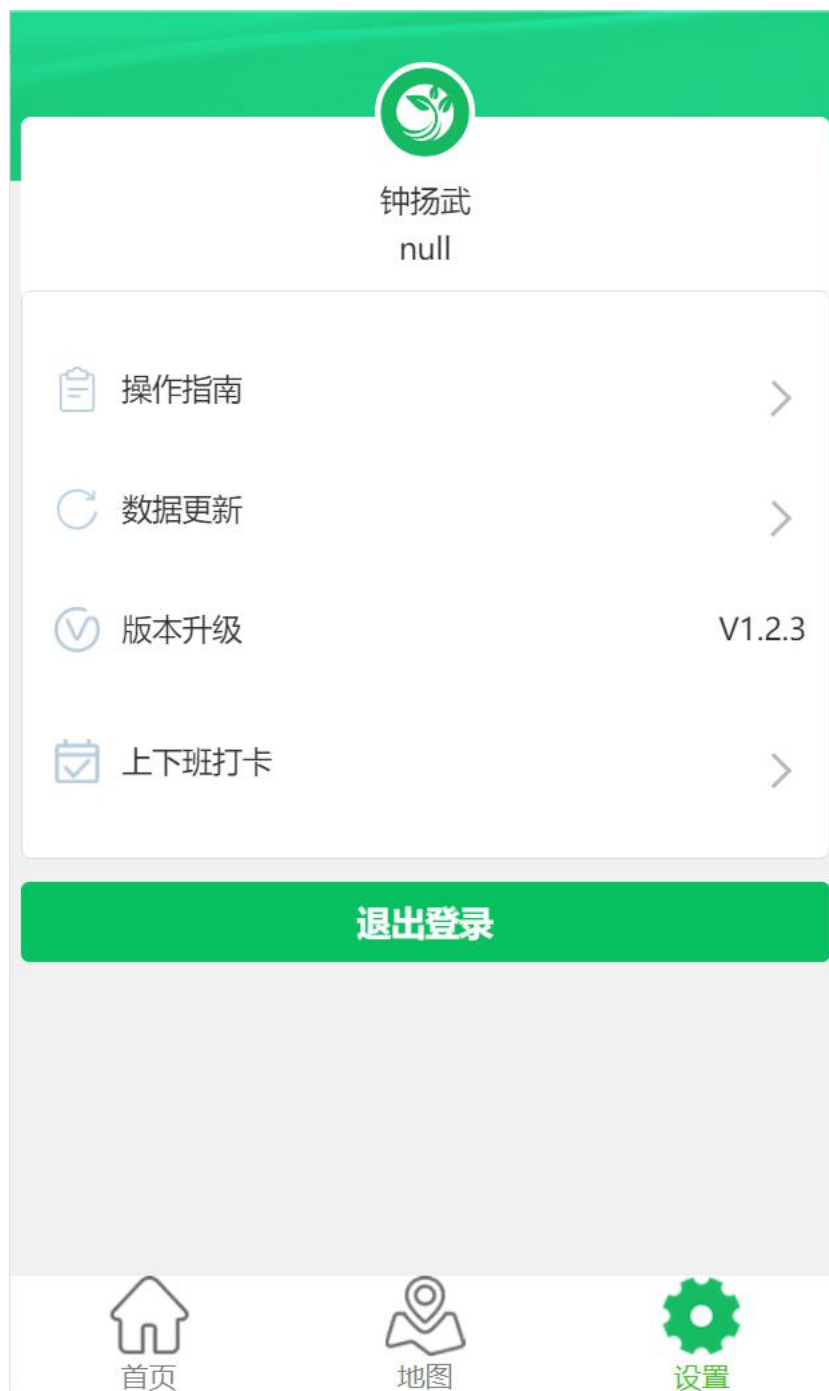 钟扬武
null
操作指南
数据更新
版本升级 V1.2.3
上下班打卡
退出登录
首页 地图 设置